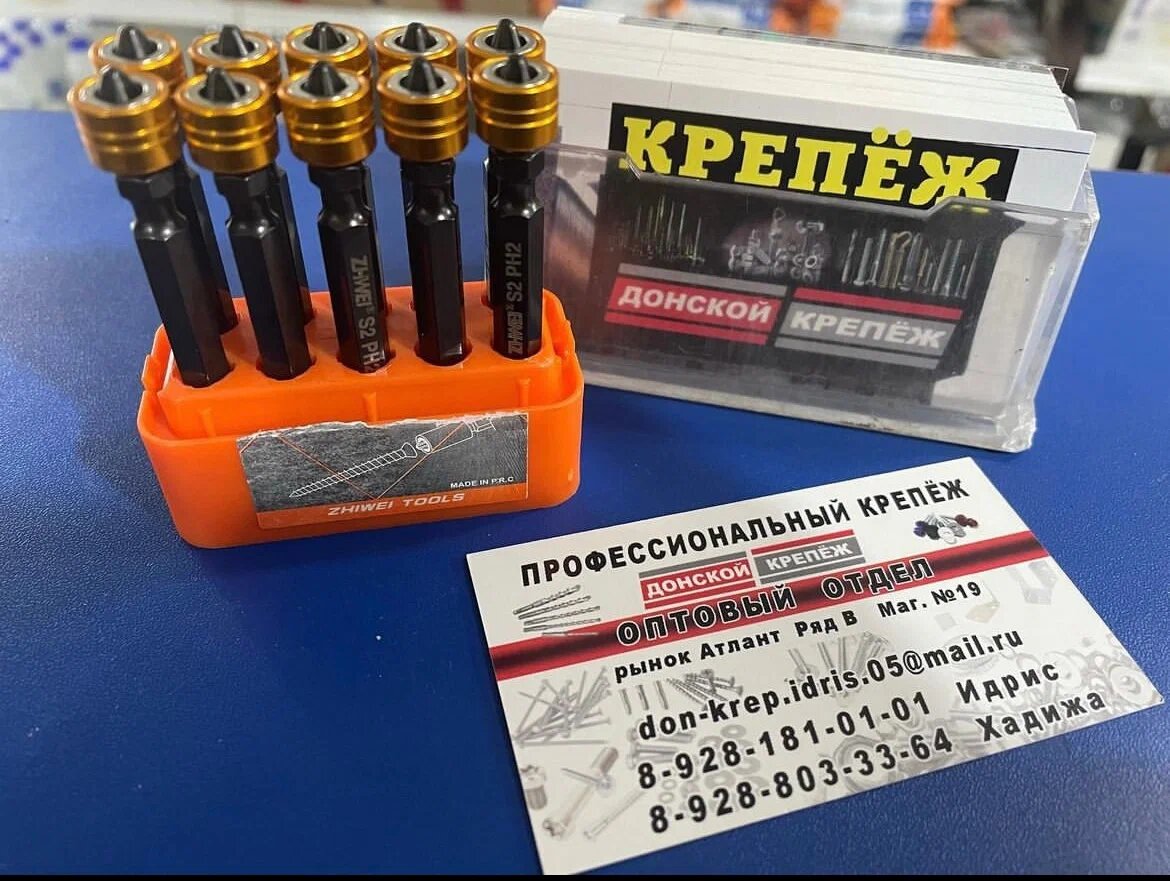 ZHIWEI S2 PH2
ZHIWEI S2 PH2
MADE IN P.R.C
ZHIWEI TOOLS
КРЕПЁЖ
ДОНСКОЙ КРЕПЁЖ
ПРОФЕССИОНАЛЬНЫЙ КРЕПЁЖ
ДОНСКОЙ КРЕПЁЖ
ОПТОВЫЙ ОТДЕЛ
рынок Атлант Ряд В Маг. №19
don-krep.idris.05@mail.ru
8-928-181-01-01 Идрис
8-928-803-33-64 Хадижа